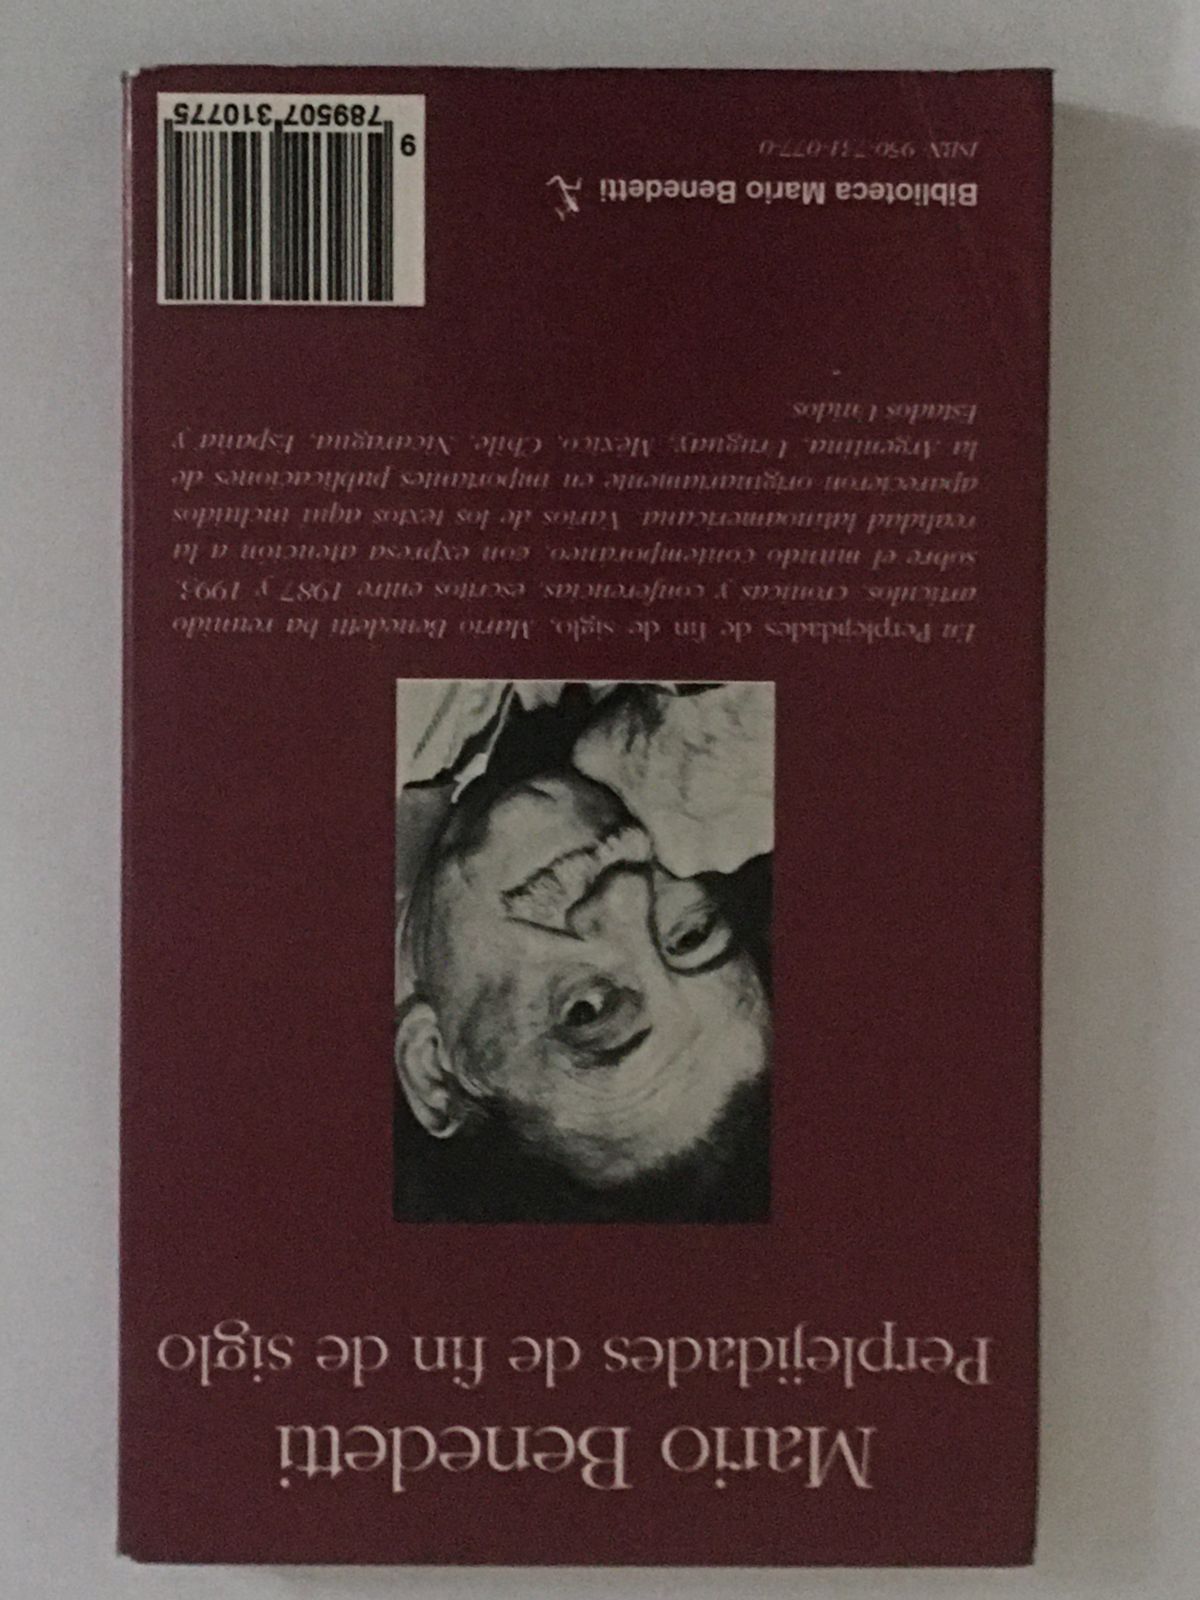 Mario Benedetti
Perplejidades de fin de siglo
En Perplejidades de fin de siglo, Mario Benedetti ha reunido
artículos, crónicas y conferencias, escritos entre 1987 y 1993,
sobre el mundo contemporáneo, con expresa atención a la
realidad latinoamericana. Varios de los textos aquí incluidos
aparecieron originariamente en importantes publicaciones de
la Argentina, Uruguay, México, Chile, Nicaragua, España y
Estados Unidos.
Biblioteca Mario Benedetti
ISBN: 950-731-077-0
9 789507 310775